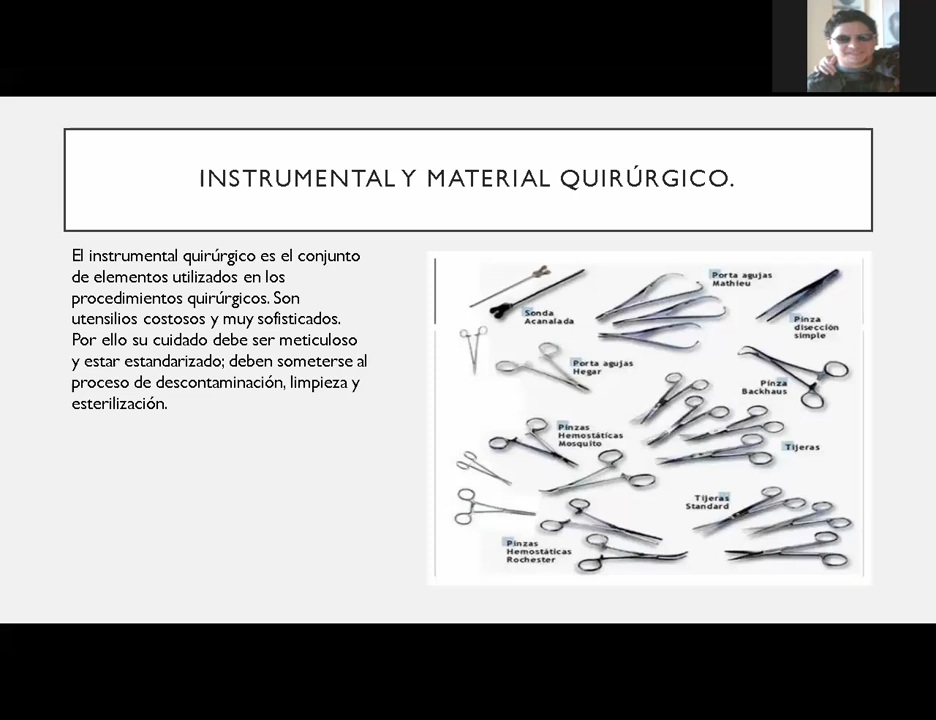 INSTRUMENTAL Y MATERIAL QUIRÚRGICO.
El instrumental quirúrgico es el conjunto
de elementos utilizados en los
procedimientos quirúrgicos. Son
utensilios costosos y muy sofisticados.
Por ello su cuidado debe ser meticuloso
y estar estandarizado; deben someterse al
proceso de descontaminación, limpieza y
esterilización.
Porta agujas
Mathieu
Sonda
Acanalada
Pinza
disección
simple
Porta agujas
Hegar
Pinza
Backhaus
Pinzas
Hemostáticas
Mosquito
Tijeras
Tijeras
Standard
Pinzas
Hemostáticas
Rochester